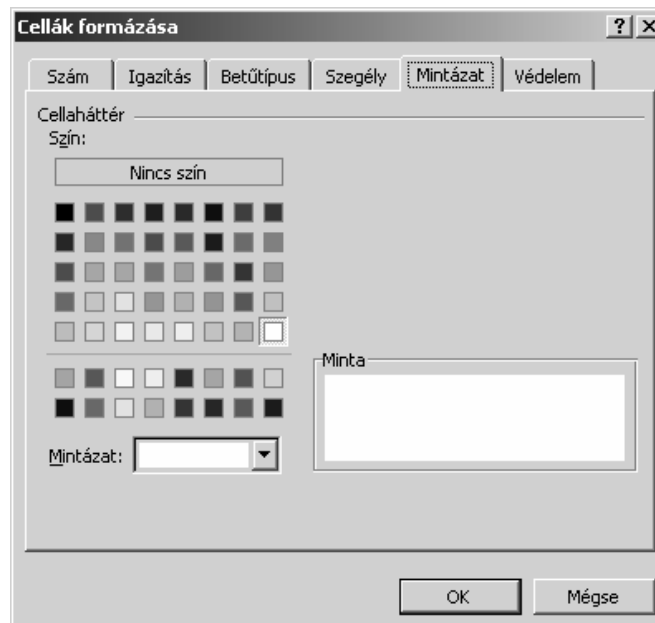 Cellák formázása
Szám Igazítás Betűtípus Szegély Mintázat Védelem
Cellaháttér
Szín:
Nincs szín
Minta
Mintázat:
OK Mégse